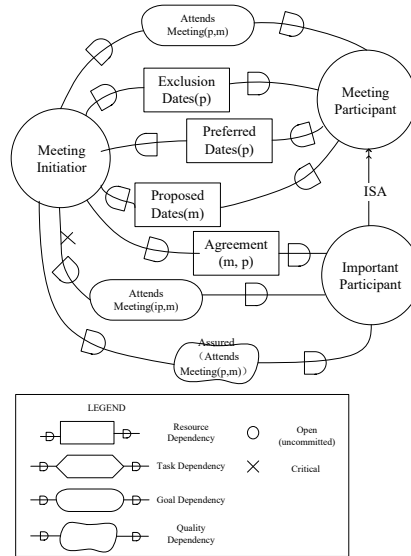 Attends
Meeting(p,m)
Exclusion
Dates(p)
Meeting
Participant
Preferred
Dates(p)
Meeting
Initiatior
Proposed
Dates(m)
ISA
Agreement
(m, p)
Important
Participant
Attends
Meeting(ip,m)
Assured
(Attends
Meeting(p,m))
LEGEND
Resource
Dependency
Open
(uncommitted)
Task Dependency
Critical
Goal Dependency
Quality
Dependency